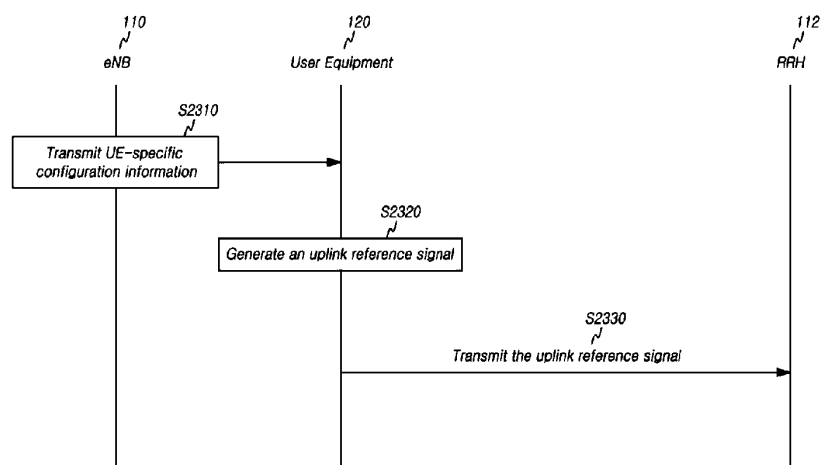 110
120
112
eNB
User Equipment
RRH
S2310
Transmit UE-specific
configuration information
S2320
Generate an uplink reference signal
S2330
Transmit the uplink reference signal